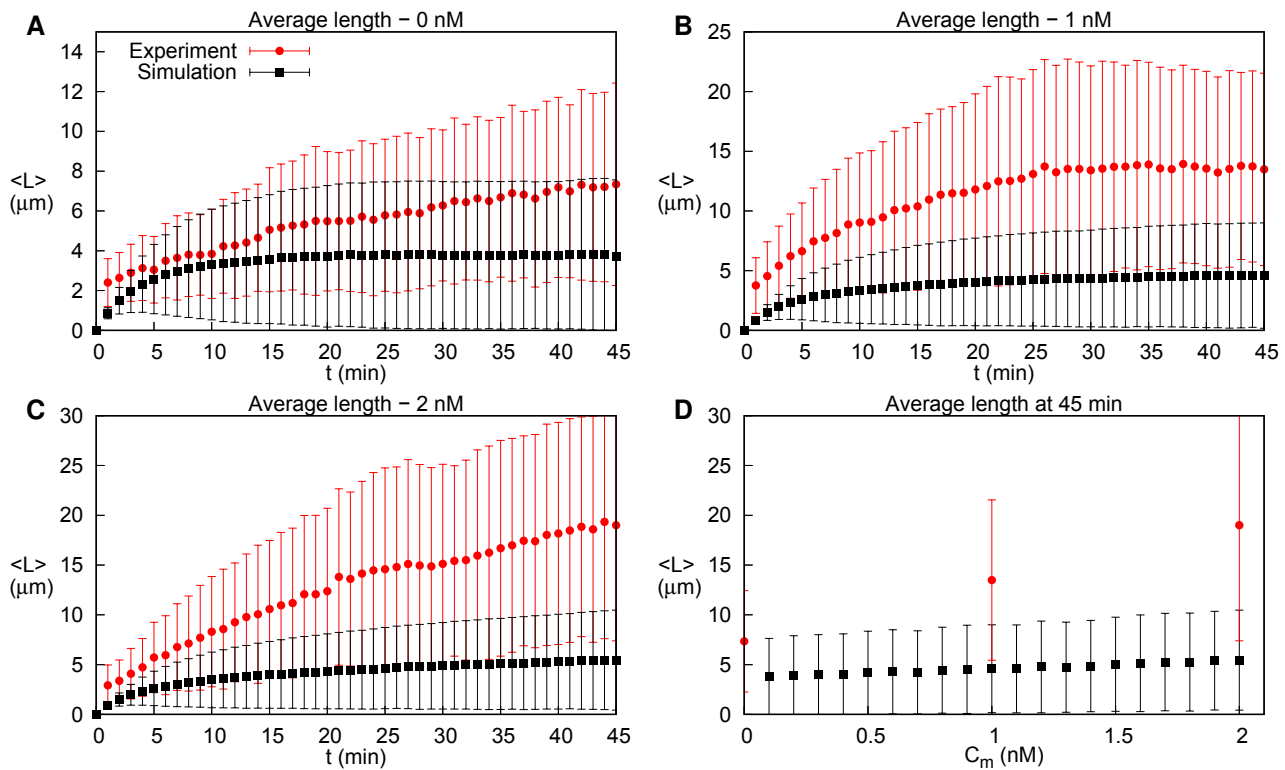 A
Average length − 0 nM
Experiment
Simulation
14
12
10
8
6
4
2
0
<L>
(μm)
0 5 10 15 20 25 30 35 40 45
t (min)
B
Average length − 1 nM
25
20
15
10
5
0
<L>
(μm)
0 5 10 15 20 25 30 35 40 45
t (min)
C
Average length − 2 nM
30
25
20
15
10
5
0
<L>
(μm)
0 5 10 15 20 25 30 35 40 45
t (min)
D
Average length at 45 min
30
25
20
15
10
5
0
<L>
(μm)
0 0.5 1 1.5 2
Cm (nM)